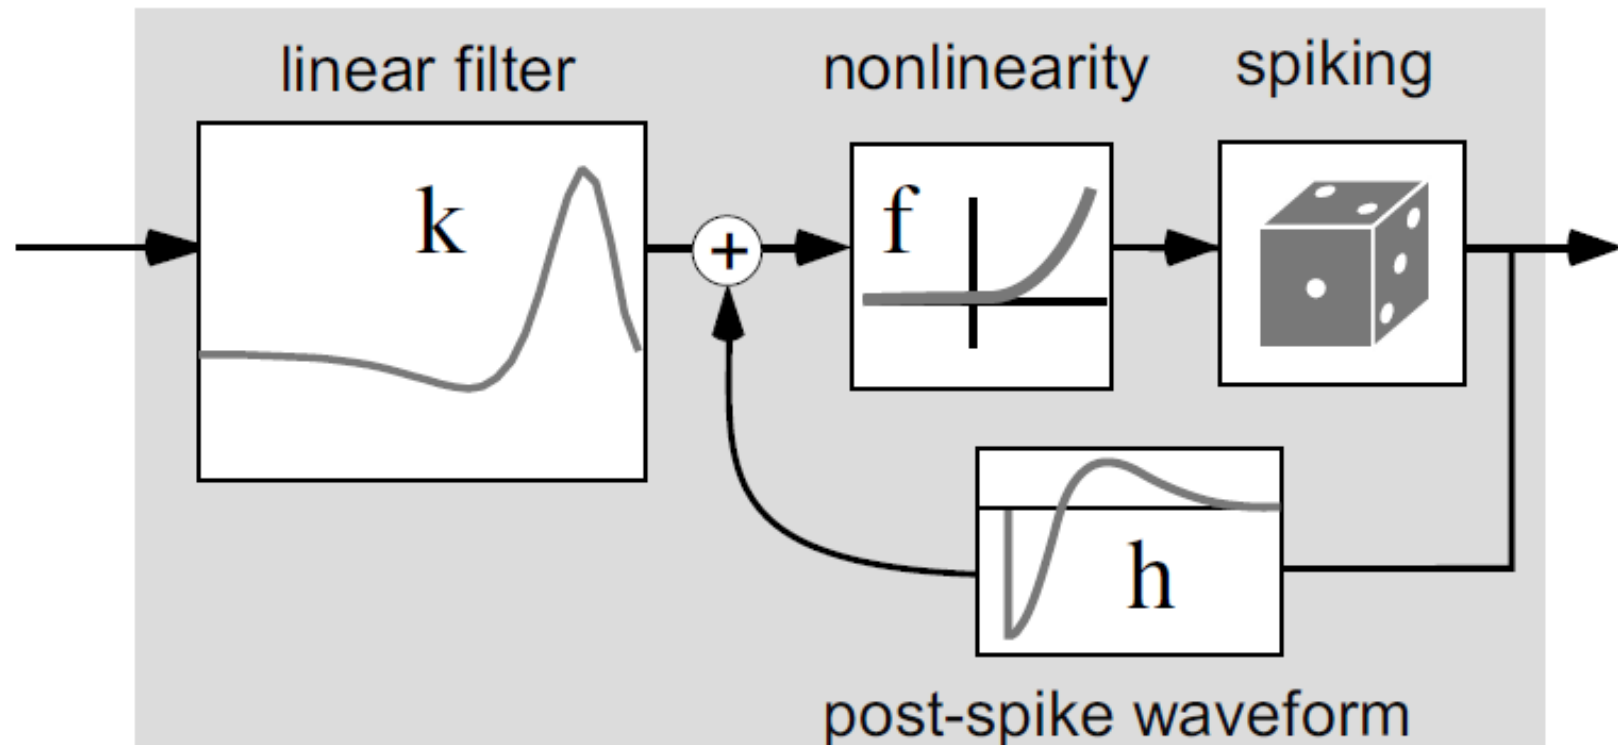 linear filter
nonlinearity
spiking
k
+
f
h
post-spike waveform